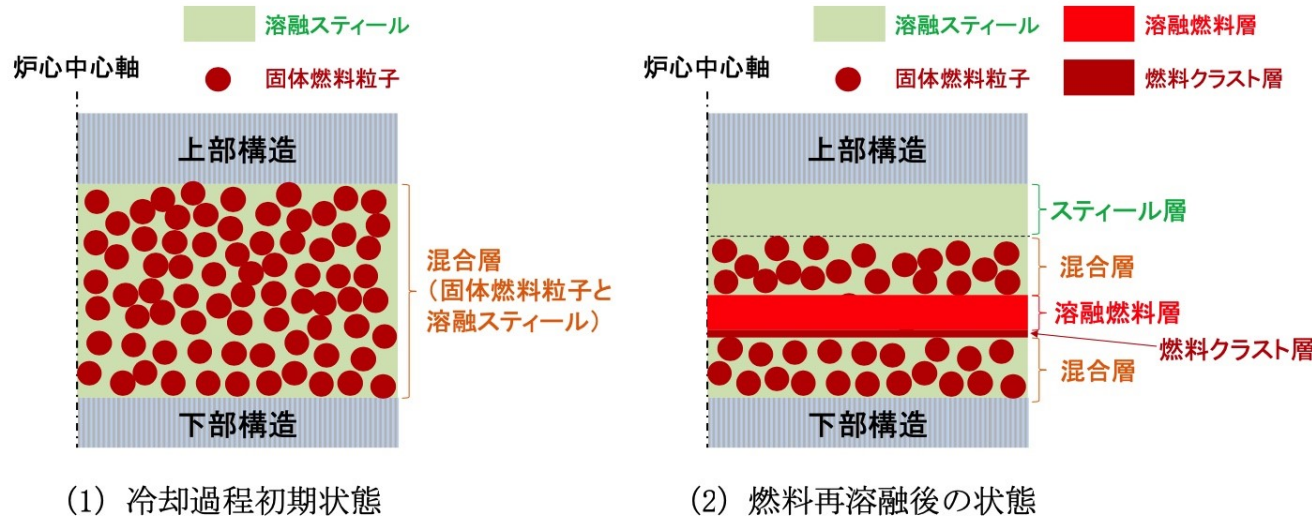 溶融スティール
炉心中心軸
固体燃料粒子
上部構造
混合層
（固体燃料粒子と
溶融スティール）
下部構造
(1) 冷却過程初期状態
溶融スティール
溶融燃料層
炉心中心軸
固体燃料粒子
燃料クラスト層
上部構造
スティール層
混合層
溶融燃料層
燃料クラスト層
混合層
下部構造
(2) 燃料再溶融後の状態